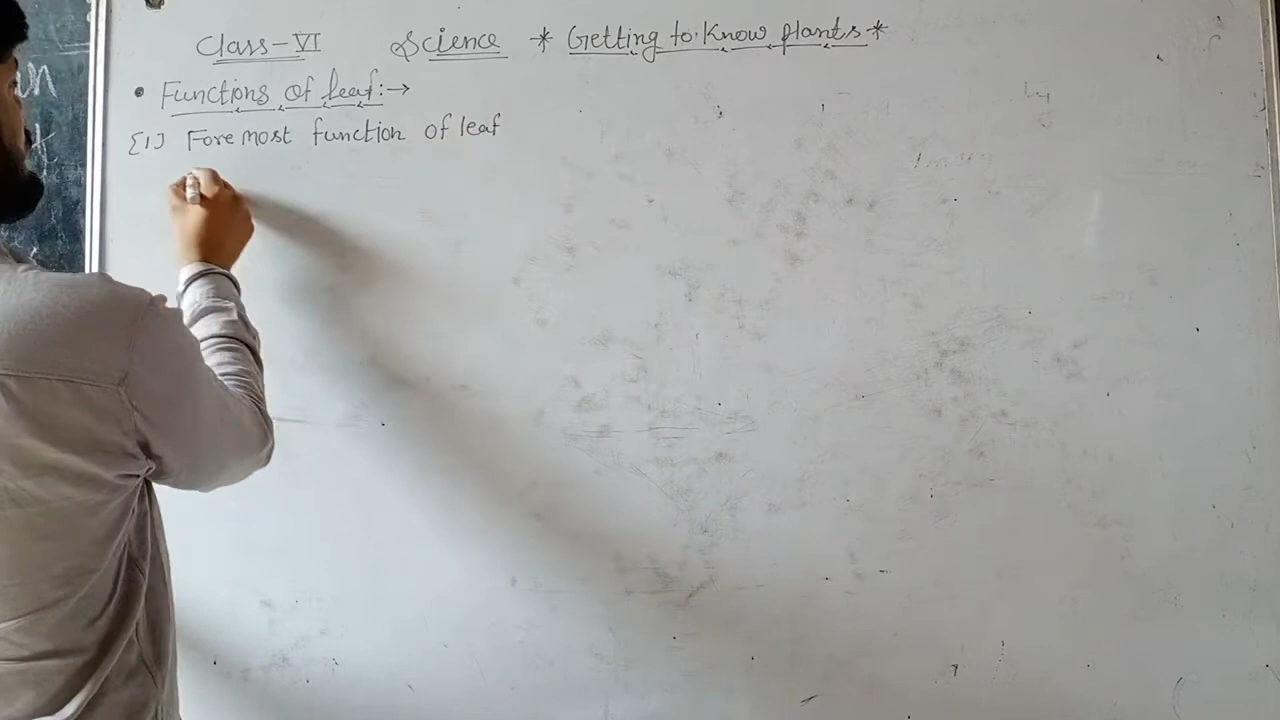 Class-VI Science * Getting to Know plants *
• Functions of leaf:→
[1] Fore most function of leaf